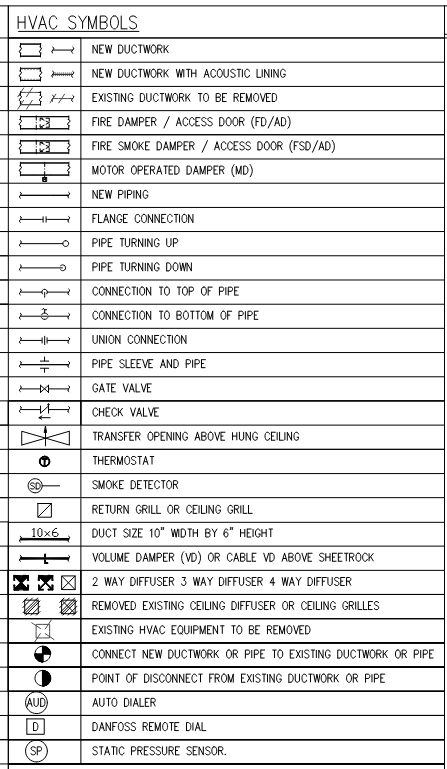 HVAC SYMBOLS
NEW DUCTWORK
NEW DUCTWORK WITH ACOUSTIC LINING
EXISTING DUCTWORK TO BE REMOVED
FIRE DAMPER / ACCESS DOOR (FD/AD)
FIRE SMOKE DAMPER / ACCESS DOOR (FSD/AD)
MOTOR OPERATED DAMPER (MD)
NEW PIPING
FLANGE CONNECTION
PIPE TURNING UP
PIPE TURNING DOWN
CONNECTION TO TOP OF PIPE
CONNECTION TO BOTTOM OF PIPE
UNION CONNECTION
PIPE SLEEVE AND PIPE
GATE VALVE
CHECK VALVE
TRANSFER OPENING ABOVE HUNG CEILING
T THERMOSTAT
SD SMOKE DETECTOR
RETURN GRILL OR CEILING GRILL
10x6 DUCT SIZE 10" WIDTH BY 6" HEIGHT
VOLUME DAMPER (VD) OR CABLE VD ABOVE SHEETROCK
2 WAY DIFFUSER 3 WAY DIFFUSER 4 WAY DIFFUSER
REMOVED EXISTING CEILING DIFFUSER OR CEILING GRILLES
EXISTING HVAC EQUIPMENT TO BE REMOVED
CONNECT NEW DUCTWORK OR PIPE TO EXISTING DUCTWORK OR PIPE
POINT OF DISCONNECT FROM EXISTING DUCTWORK OR PIPE
AUD AUTO DIALER
D DANFOSS REMOTE DIAL
SP STATIC PRESSURE SENSOR.